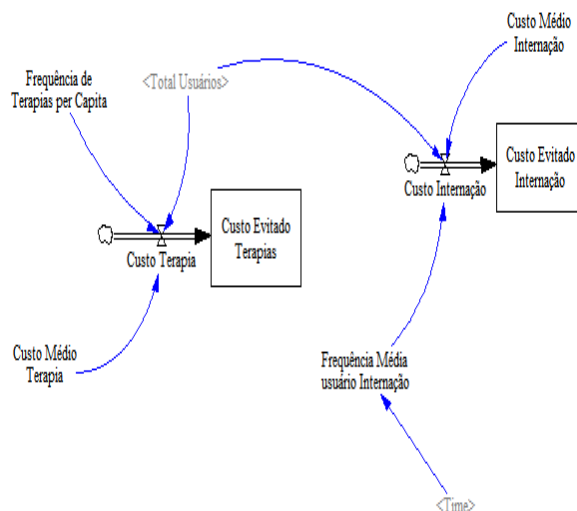 Custo Médio
Internação
Frequência de
Terapias per Capita
<Total Usuários>
Custo Evitado
Internação
Custo Internação
Custo Evitado
Terapias
Custo Terapia
Custo Médio
Terapia
Frequência Média
usuário Internação
<Time>